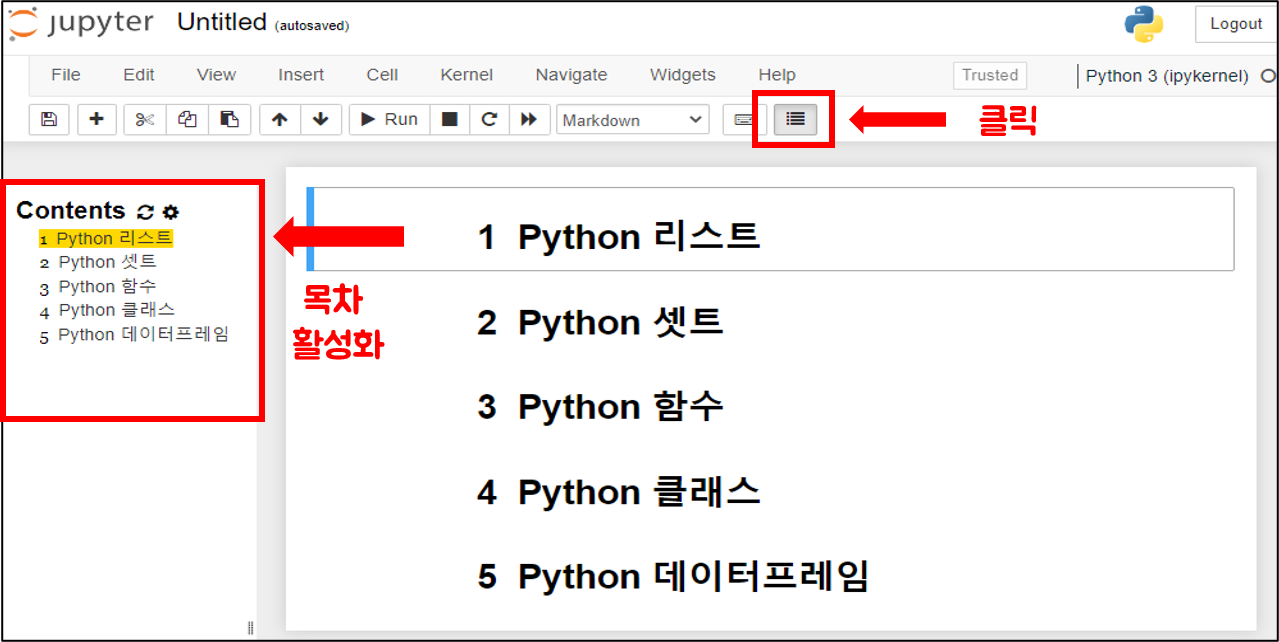 jupyter Untitled (autosaved)
Logout
File Edit View Insert Cell Kernel Navigate Widgets Help
Trusted
Python 3 (ipykernel)
Run
Markdown
클릭
Contents
1 Python 리스트
2 Python 셋트
3 Python 함수
4 Python 클래스
5 Python 데이터프레임
목차
활성화
1 Python 리스트
2 Python 셋트
3 Python 함수
4 Python 클래스
5 Python 데이터프레임